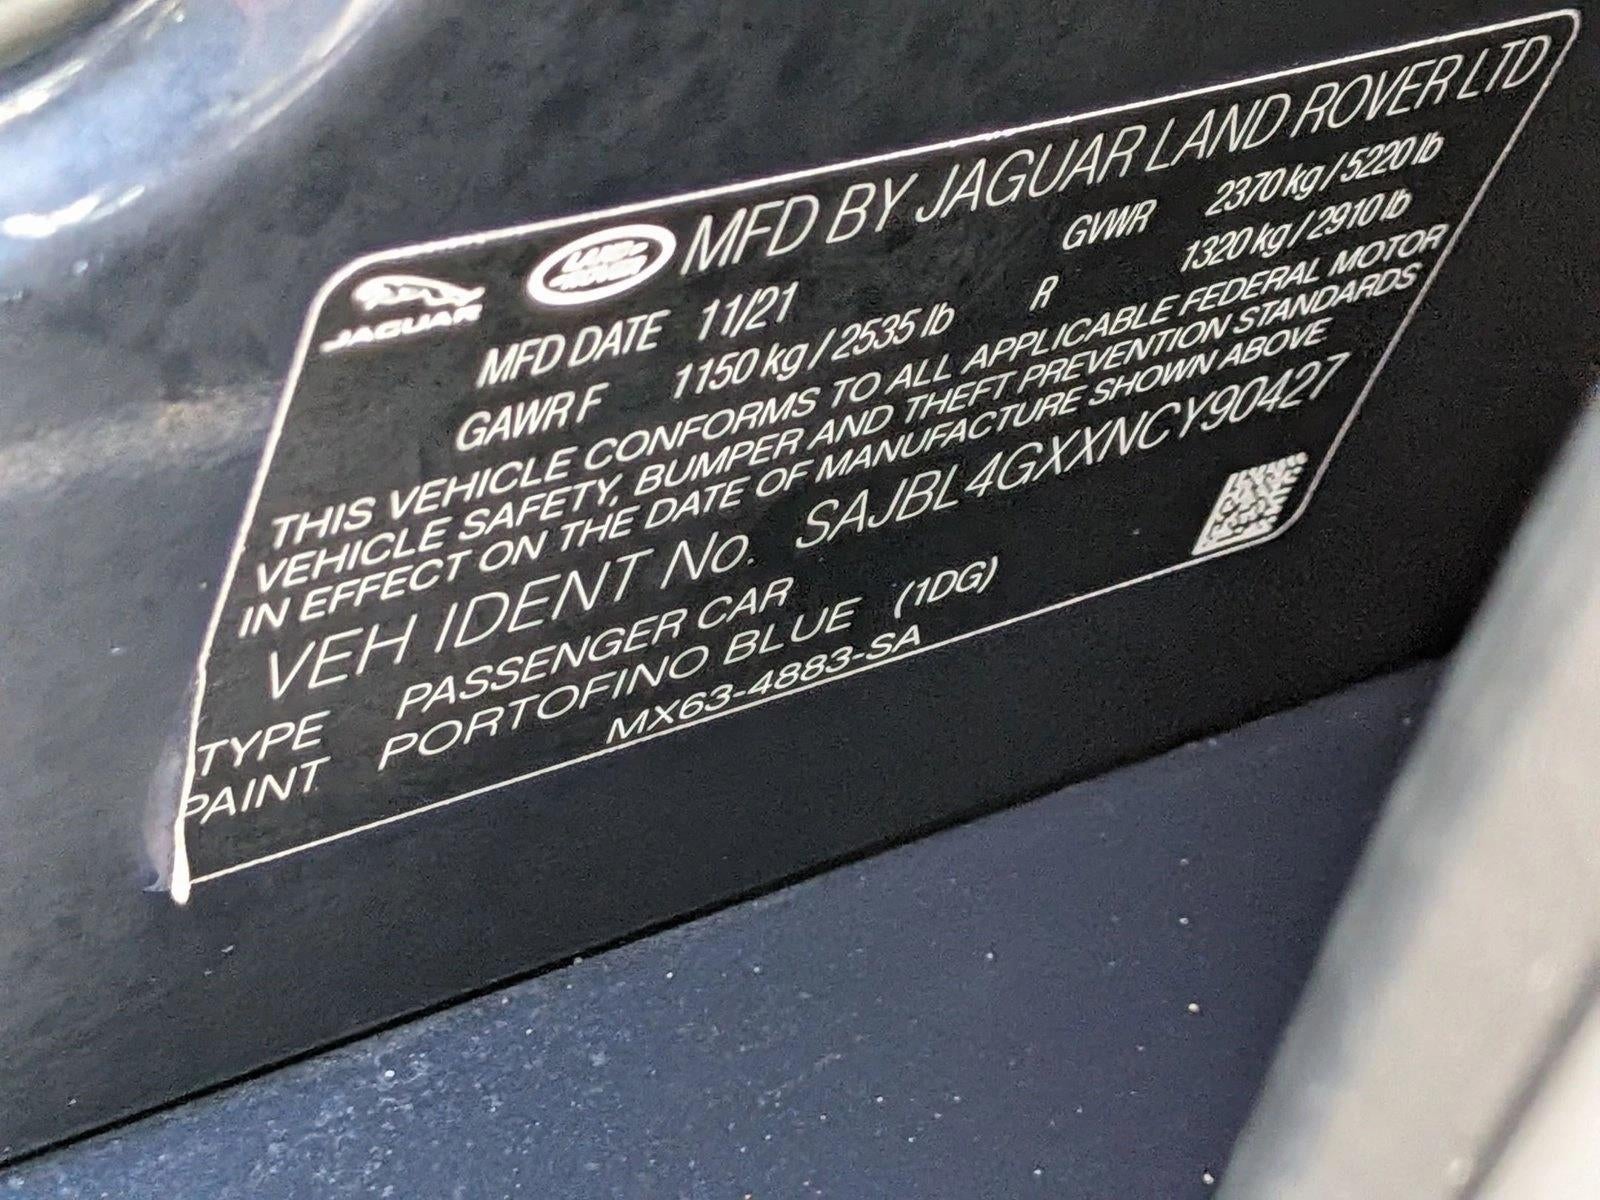 JAGUAR
LAND ROVER
MFD BY JAGUAR LAND ROVER LTD
MFD DATE 11/21 GVWR 2370 kg / 5220 lb
GAWR F 1150 kg / 2535 lb R 1320 kg / 2910 lb
THIS VEHICLE CONFORMS TO ALL APPLICABLE FEDERAL MOTOR
VEHICLE SAFETY, BUMPER AND THEFT PREVENTION STANDARDS
IN EFFECT ON THE DATE OF MANUFACTURE SHOWN ABOVE
VEH IDENT No. SAJBL4GXXNCY90427
TYPE PASSENGER CAR
PAINT PORTOFINO BLUE (1DG)
MX63-4883-SA